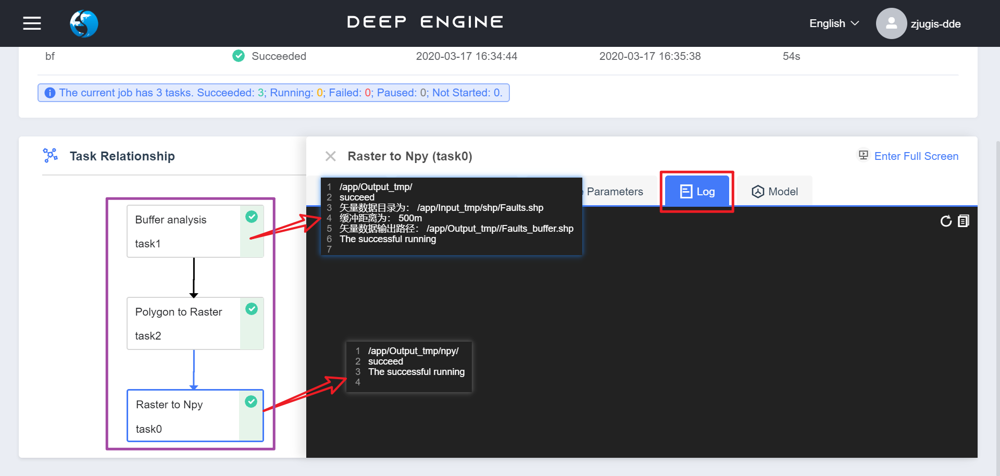 DEEP ENGINE
English
zjugis-dde
bf Succeeded 2020-03-17 16:34:44 2020-03-17 16:35:38 54s
The current job has 3 tasks. Succeeded: 3; Running: 0; Failed: 0; Paused: 0; Not Started: 0.
Task Relationship
Buffer analysis
task1
Polygon to Raster
task2
Raster to Npy
task0
Raster to Npy (task0)
Enter Full Screen
Parameters
Log
Model
1 /app/Output_tmp/
2 succeed
3 矢量数据目录为： /app/Input_tmp/shp/Faults.shp
4 缓冲距离为： 500m
5 矢量数据输出路径： /app/Output_tmp//Faults_buffer.shp
6 The successful running
7
1 /app/Output_tmp/npy/
2 succeed
3 The successful running
4